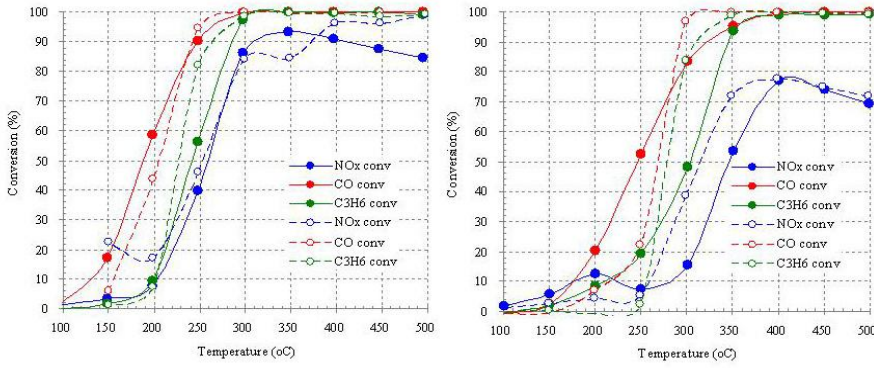 100
90
80
70
60
50
40
30
20
10
0
Conversion (%)
100 150 200 250 300 350 400 450 500
Temperature (oC)
NOx conv
CO conv
C3H6 conv
NOx conv
CO conv
C3H6 conv
100
90
80
70
60
50
40
30
20
10
0
Conversion (%)
100 150 200 250 300 350 400 450 500
Temperature (oC)
NOx conv
CO conv
C3H6 conv
NOx conv
CO conv
C3H6 conv